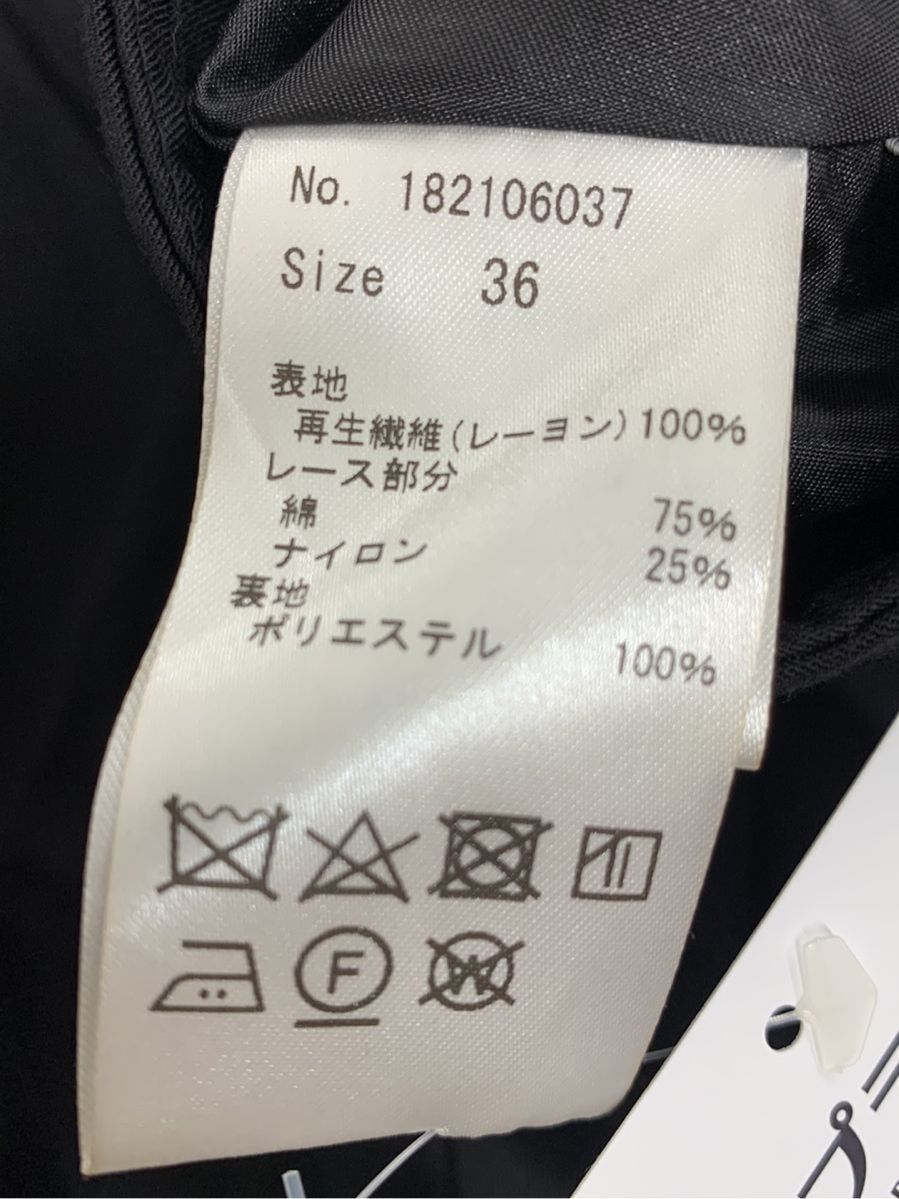 No. 182106037
Size 36
表地
再生繊維(レーヨン)100%
レース部分
綿 75%
ナイロン 25%
裏地
ポリエステル 100%
F
W